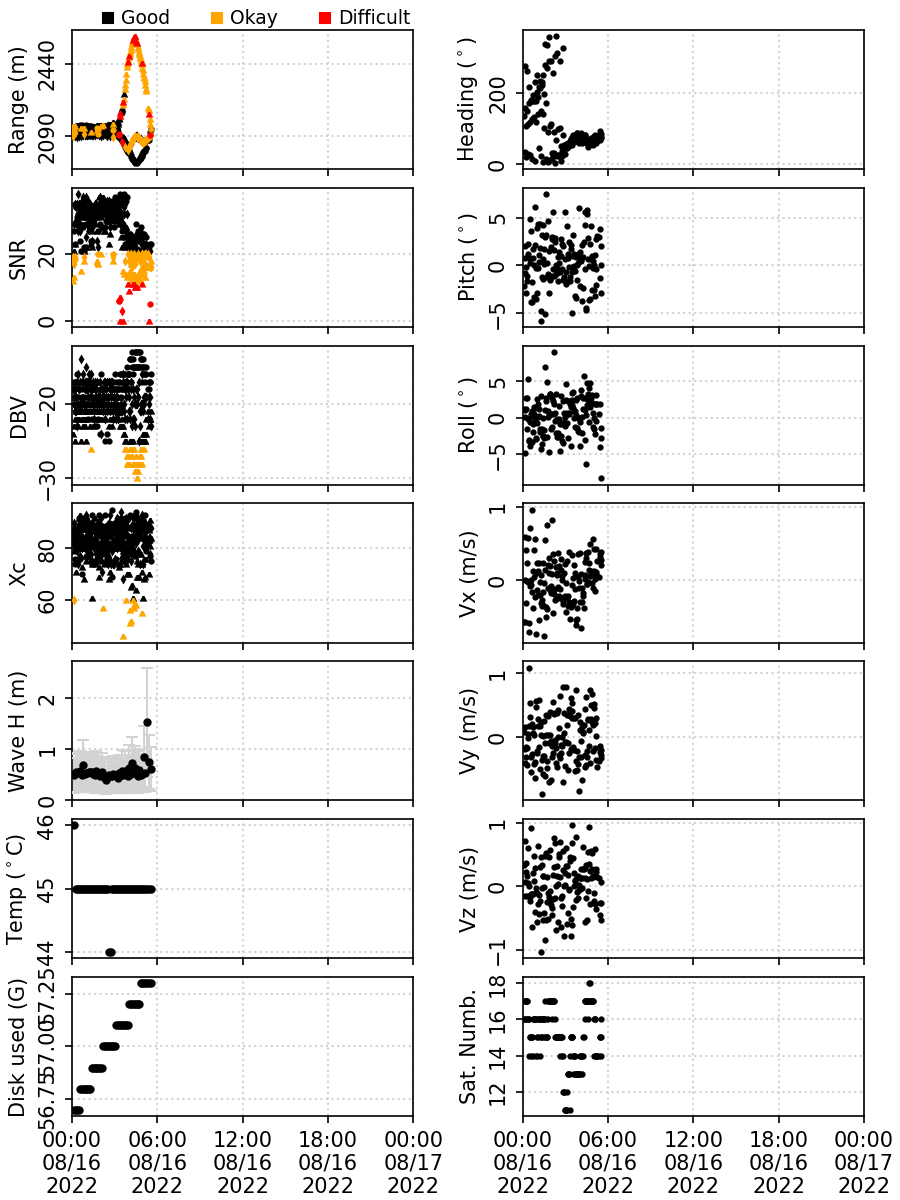 Good Okay Difficult
Range (m)
2440
2090
Heading (°)
200
0
SNR
20
0
Pitch (°)
5
0
−5
DBV
−20
−30
Roll (°)
5
0
−5
Xc
80
60
Vx (m/s)
1
0
Wave H (m)
2
1
0
Vy (m/s)
1
0
Temp (°C)
46
45
44
Vz (m/s)
1
0
−1
Disk used (G)
57.25
57.00
56.75
Sat. Numb.
18
16
14
12
00:00 06:00 12:00 18:00 00:00
08/16 08/16 08/16 08/16 08/17
2022 2022 2022 2022 2022
00:00 06:00 12:00 18:00 00:00
08/16 08/16 08/16 08/16 08/17
2022 2022 2022 2022 2022